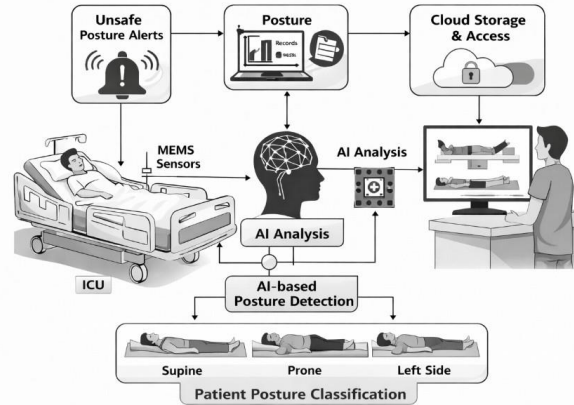 Unsafe
Posture Alerts
Posture
Records
Cloud Storage
& Access
MEMS
Sensors
AI Analysis
AI Analysis
ICU
AI-based
Posture Detection
Supine
Prone
Left Side
Patient Posture Classification